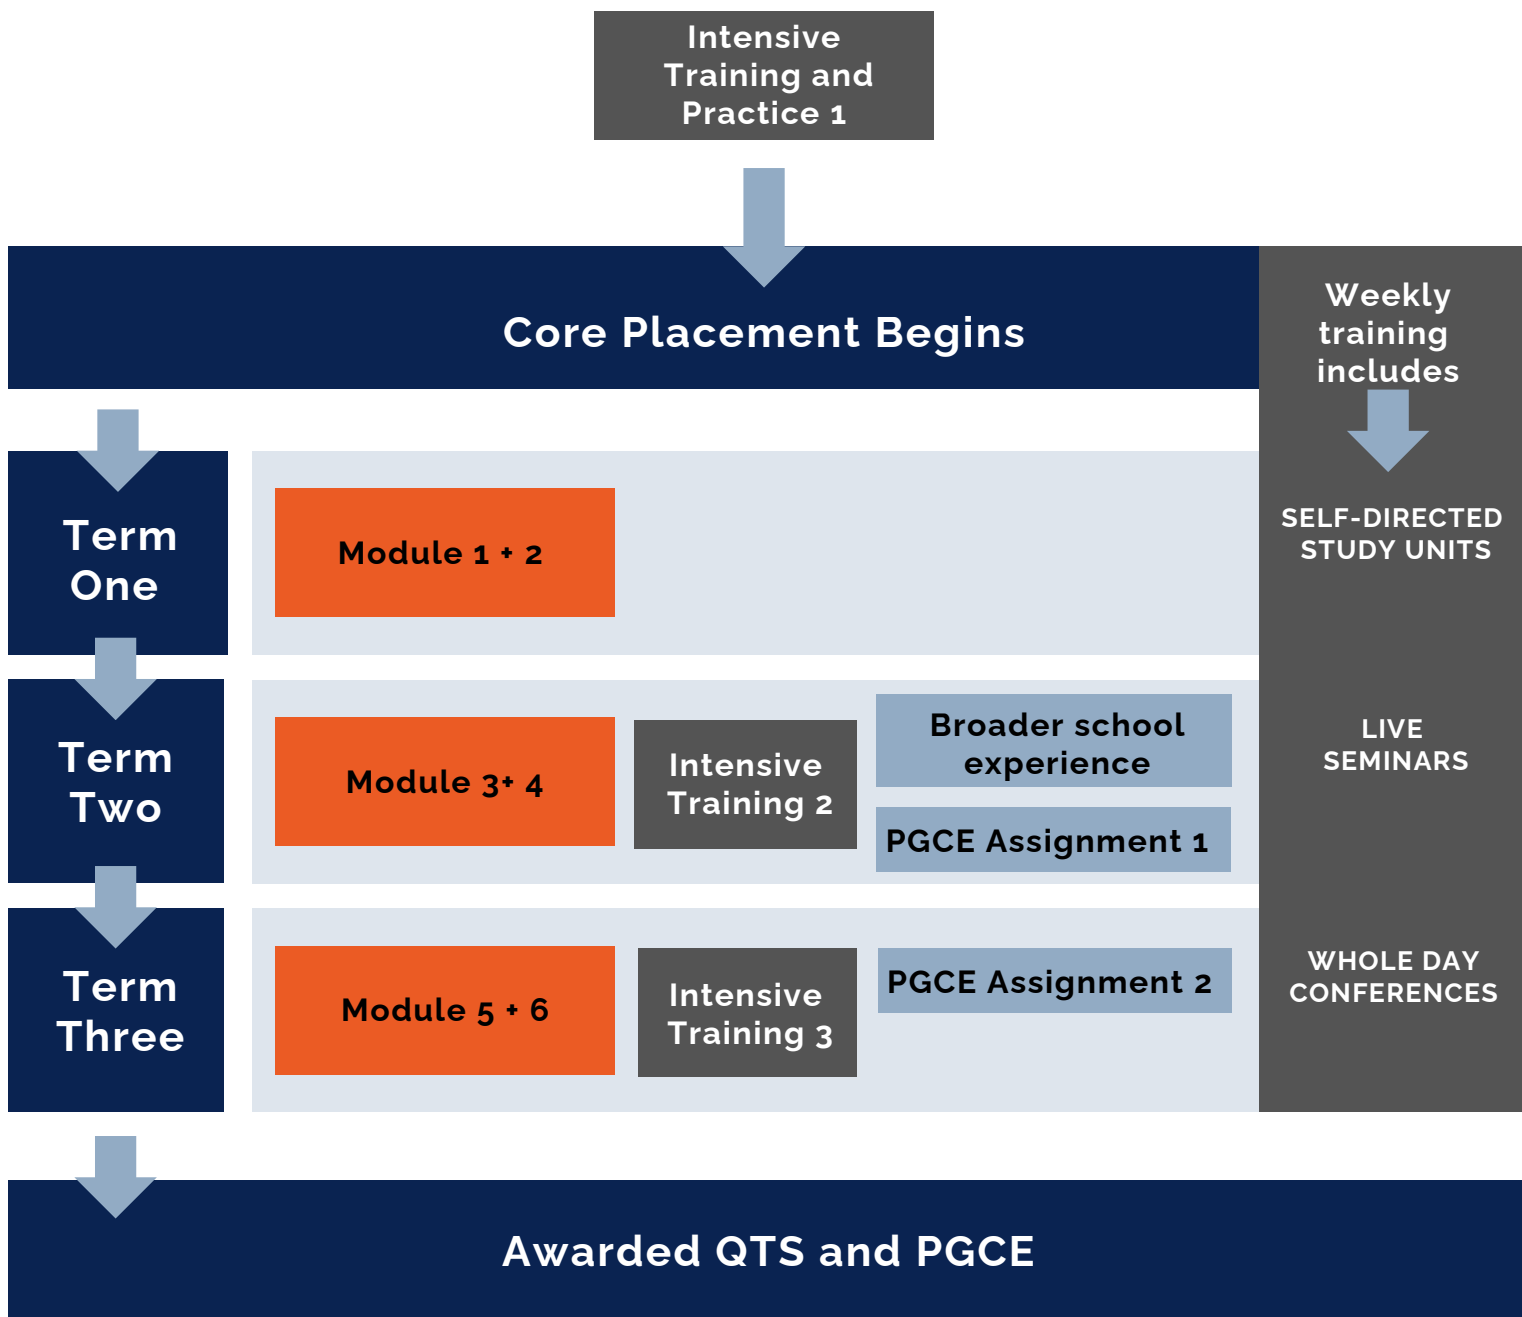 Intensive
Training and
Practice 1
Core Placement Begins
Weekly
training
includes
Term
One
Module 1 + 2
SELF-DIRECTED
STUDY UNITS
Term
Two
Module 3+ 4
Intensive
Training 2
Broader school
experience
PGCE Assignment 1
LIVE
SEMINARS
Term
Three
Module 5 + 6
Intensive
Training 3
PGCE Assignment 2
WHOLE DAY
CONFERENCES
Awarded QTS and PGCE